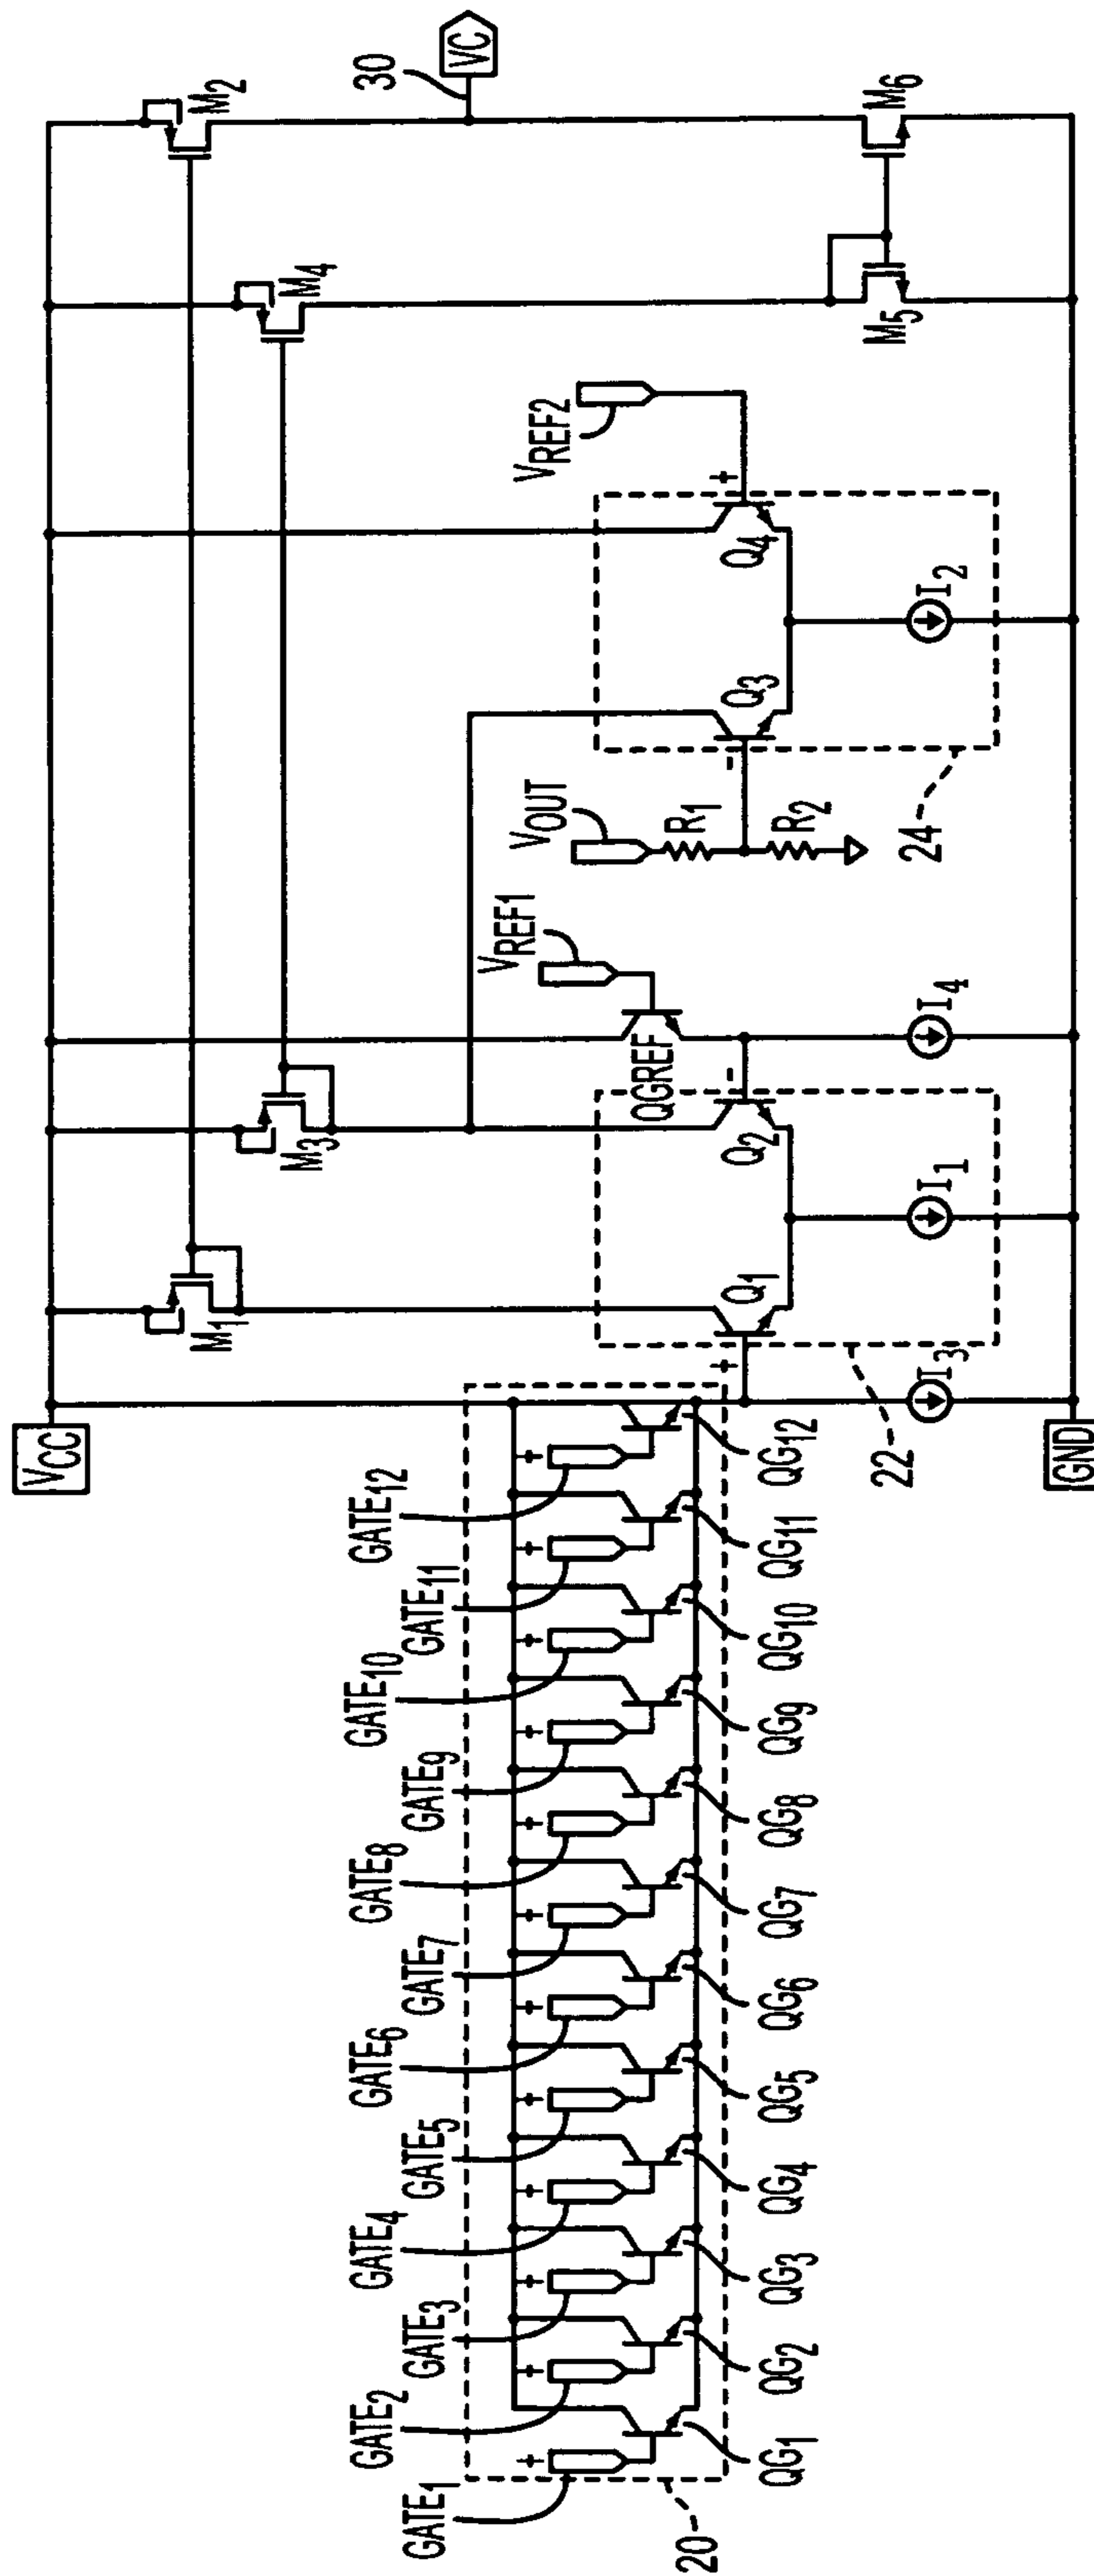 VCC
GND
GATE1
GATE2
GATE3
GATE4
GATE5
GATE6
GATE7
GATE8
GATE9
GATE10
GATE11
GATE12
+ + + + + + + + + + + +
QG1
QG2
QG3
QG4
QG5
QG6
QG7
QG8
QG9
QG10
QG11
QG12
20
M1
M3
M4
M2
30
VC
+
Q1
Q2
-
QGREF
VREF1
I3
22
I1
I4
VOUT
R1
R2
-
Q3
Q4
+
VREF2
24
I2
M5
M6